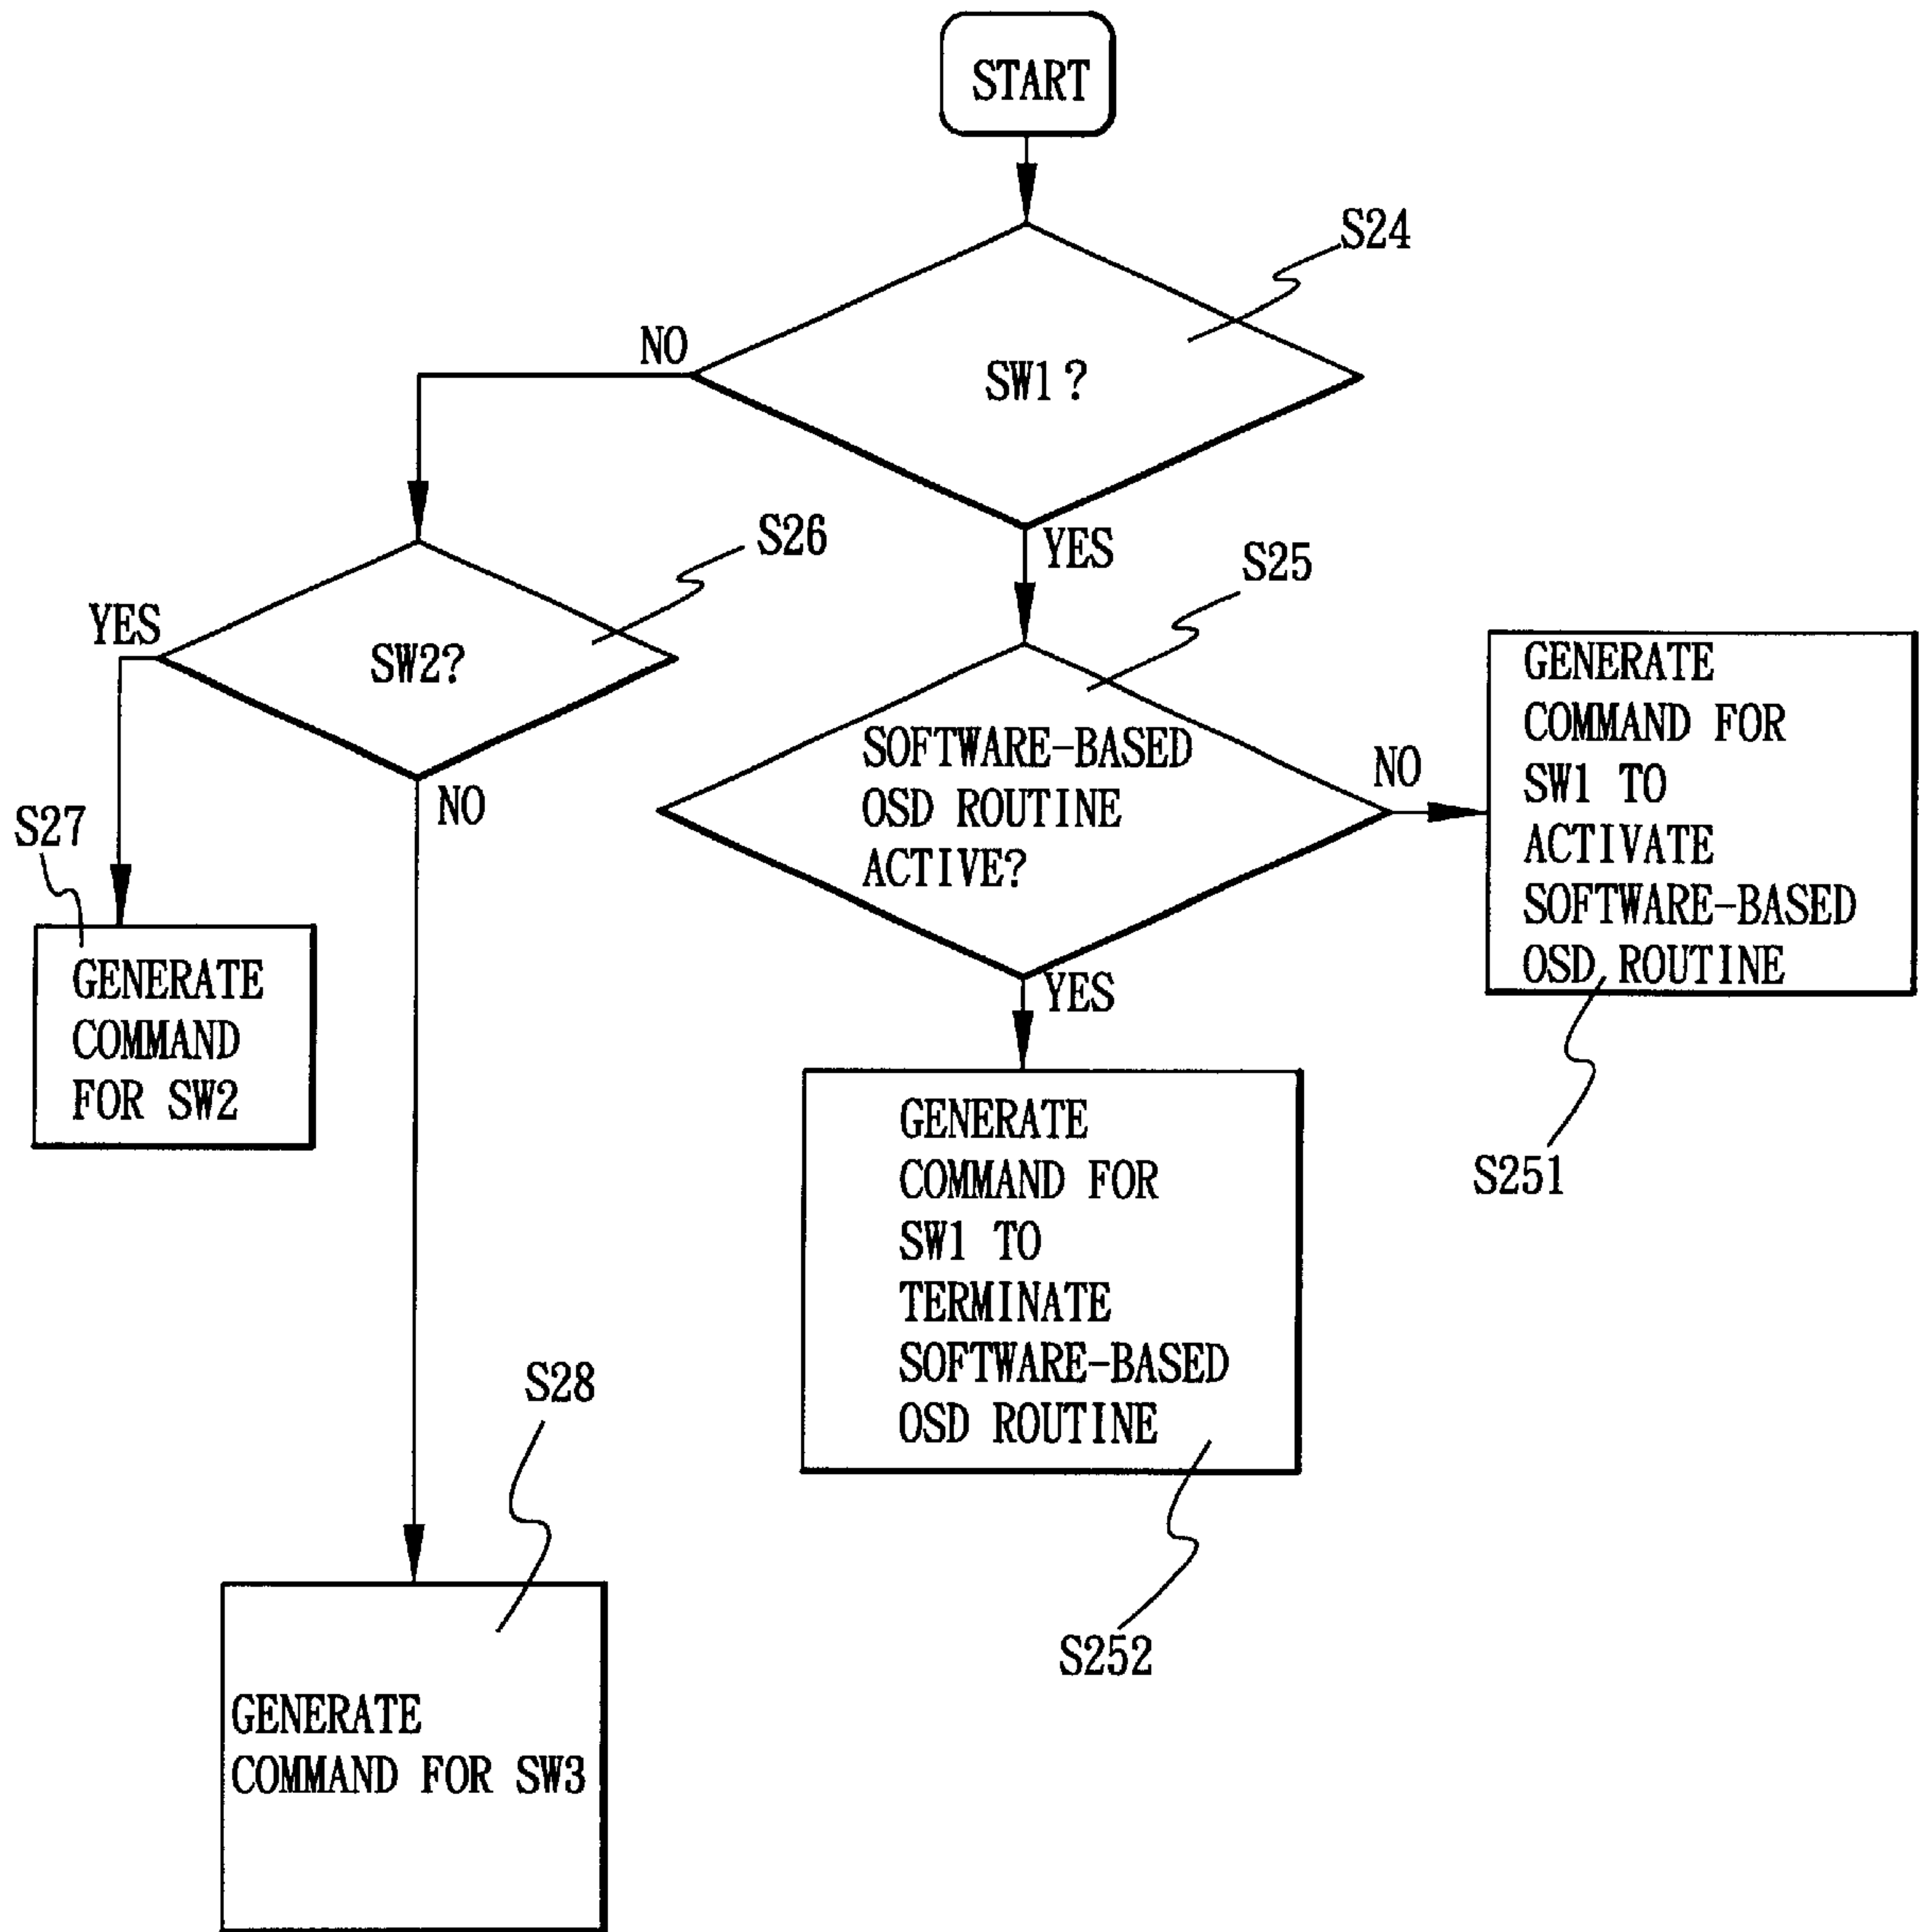 START
S24
NO
SW1?
YES
S26
S25
YES
SW2?
NO
SOFTWARE-BASED
OSD ROUTINE
ACTIVE?
NO
GENERATE
COMMAND FOR
SW1 TO
ACTIVATE
SOFTWARE-BASED
OSD ROUTINE
S27
YES
GENERATE
COMMAND
FOR SW2
S251
GENERATE
COMMAND FOR
SW1 TO
TERMINATE
SOFTWARE-BASED
OSD ROUTINE
S28
S252
GENERATE
COMMAND FOR SW3